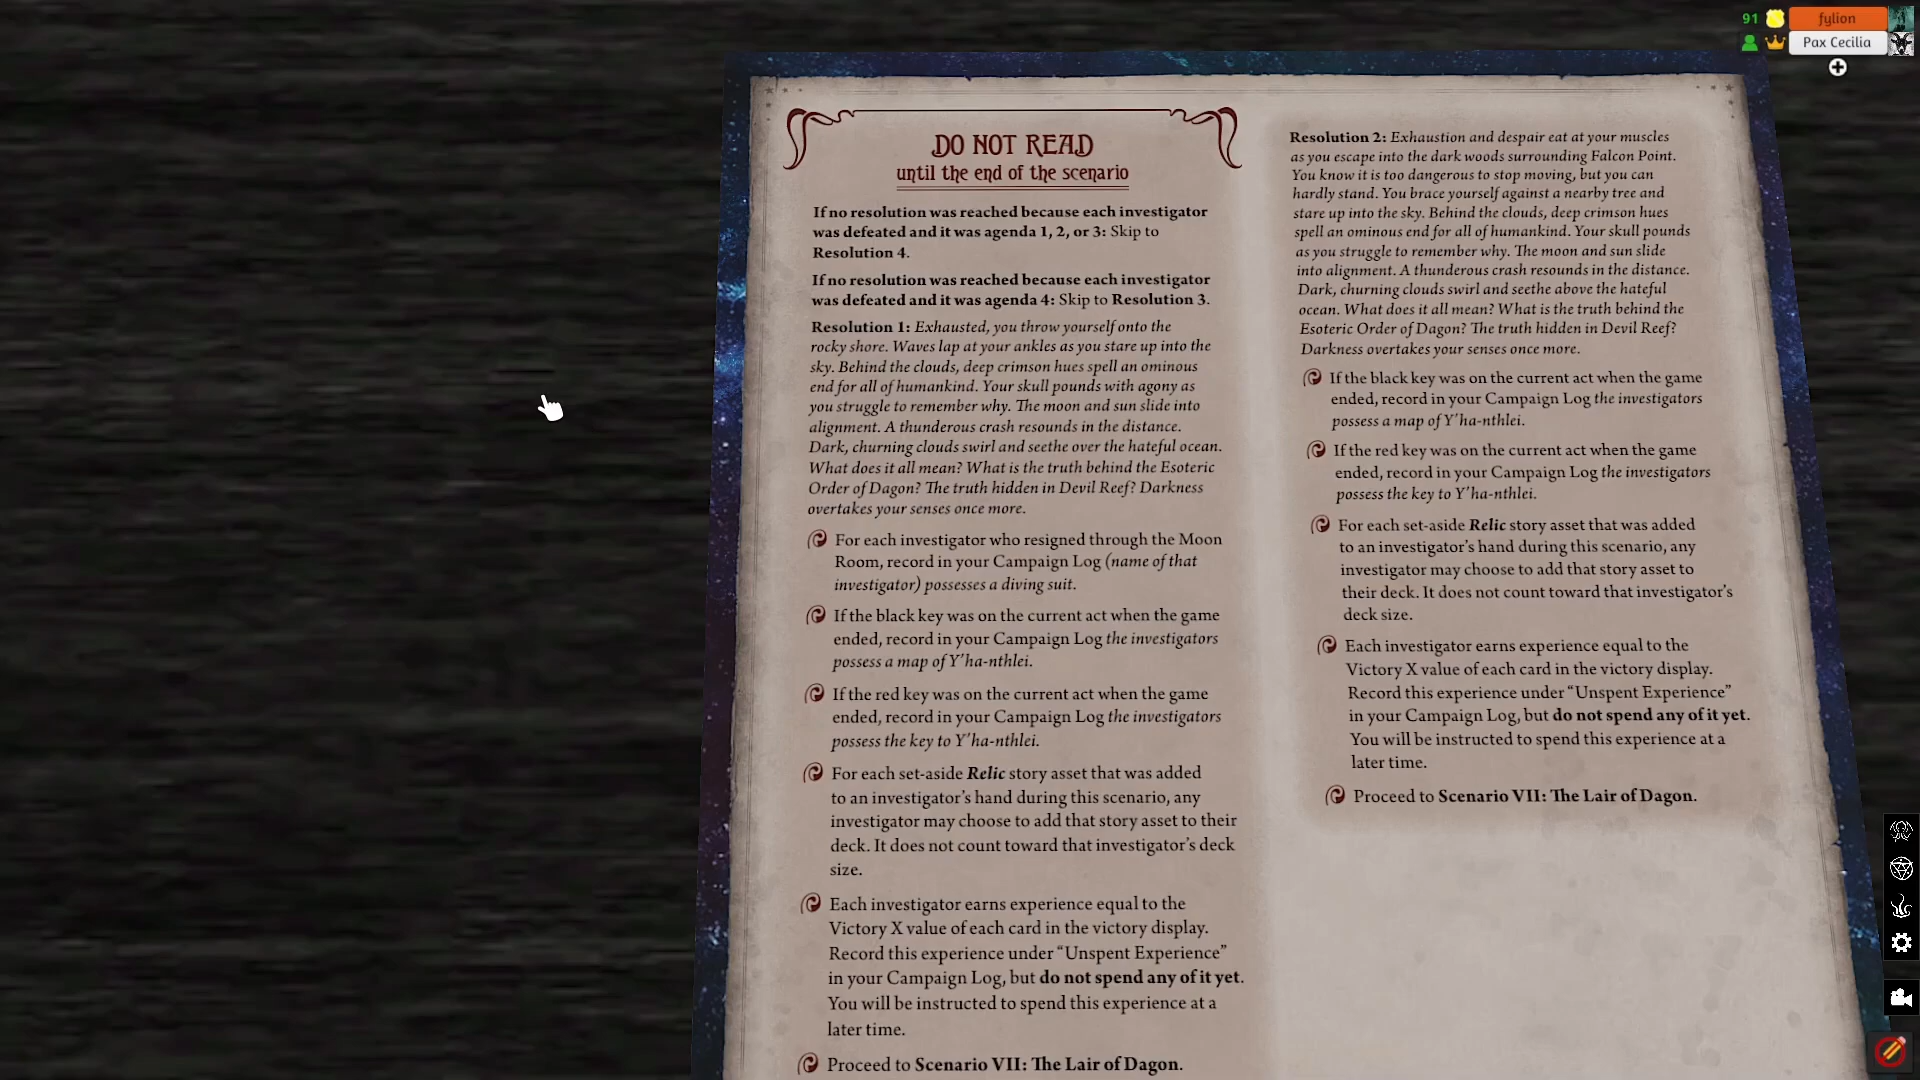 91
fylion
Pax Cecilia
DO NOT READ
until the end of the scenario
If no resolution was reached because each investigator
was defeated and it was agenda 1, 2, or 3: Skip to
Resolution 4.
If no resolution was reached because each investigator
was defeated and it was agenda 4: Skip to Resolution 3.
Resolution 1: Exhausted, you throw yourself onto the
rocky shore. Waves lap at your ankles as you stare up into the
sky. Behind the clouds, deep crimson hues spell an ominous
end for all of humankind. Your skull pounds with agony as
you struggle to remember why. The moon and sun slide into
alignment. A thunderous crash resounds in the distance.
Dark, churning clouds swirl and seethe over the hateful ocean.
What does it all mean? What is the truth behind the Esoteric
Order of Dagon? The truth hidden in Devil Reef? Darkness
overtakes your senses once more.
For each investigator who resigned through the Moon
Room, record in your Campaign Log (name of that
investigator) possesses a diving suit.
If the black key was on the current act when the game
ended, record in your Campaign Log the investigators
possess a map of Y'ha-nthlei.
If the red key was on the current act when the game
ended, record in your Campaign Log the investigators
possess the key to Y'ha-nthlei.
For each set-aside Relic story asset that was added
to an investigator's hand during this scenario, any
investigator may choose to add that story asset to their
deck. It does not count toward that investigator's deck
size.
Each investigator earns experience equal to the
Victory X value of each card in the victory display.
Record this experience under “Unspent Experience”
in your Campaign Log, but do not spend any of it yet.
You will be instructed to spend this experience at a
later time.
Proceed to Scenario VII: The Lair of Dagon.
Resolution 2: Exhaustion and despair eat at your muscles
as you escape into the dark woods surrounding Falcon Point.
You know it is too dangerous to stop moving, but you can
hardly stand. You brace yourself against a nearby tree and
stare up into the sky. Behind the clouds, deep crimson hues
spell an ominous end for all of humankind. Your skull pounds
as you struggle to remember why. The moon and sun slide
into alignment. A thunderous crash resounds in the distance.
Dark, churning clouds swirl and seethe above the hateful
ocean. What does it all mean? What is the truth behind the
Esoteric Order of Dagon? The truth hidden in Devil Reef?
Darkness overtakes your senses once more.
If the black key was on the current act when the game
ended, record in your Campaign Log the investigators
possess a map of Y'ha-nthlei.
If the red key was on the current act when the game
ended, record in your Campaign Log the investigators
possess the key to Y'ha-nthlei.
For each set-aside Relic story asset that was added
to an investigator's hand during this scenario, any
investigator may choose to add that story asset to
their deck. It does not count toward that investigator's
deck size.
Each investigator earns experience equal to the
Victory X value of each card in the victory display.
Record this experience under “Unspent Experience”
in your Campaign Log, but do not spend any of it yet.
You will be instructed to spend this experience at a
later time.
Proceed to Scenario VII: The Lair of Dagon.